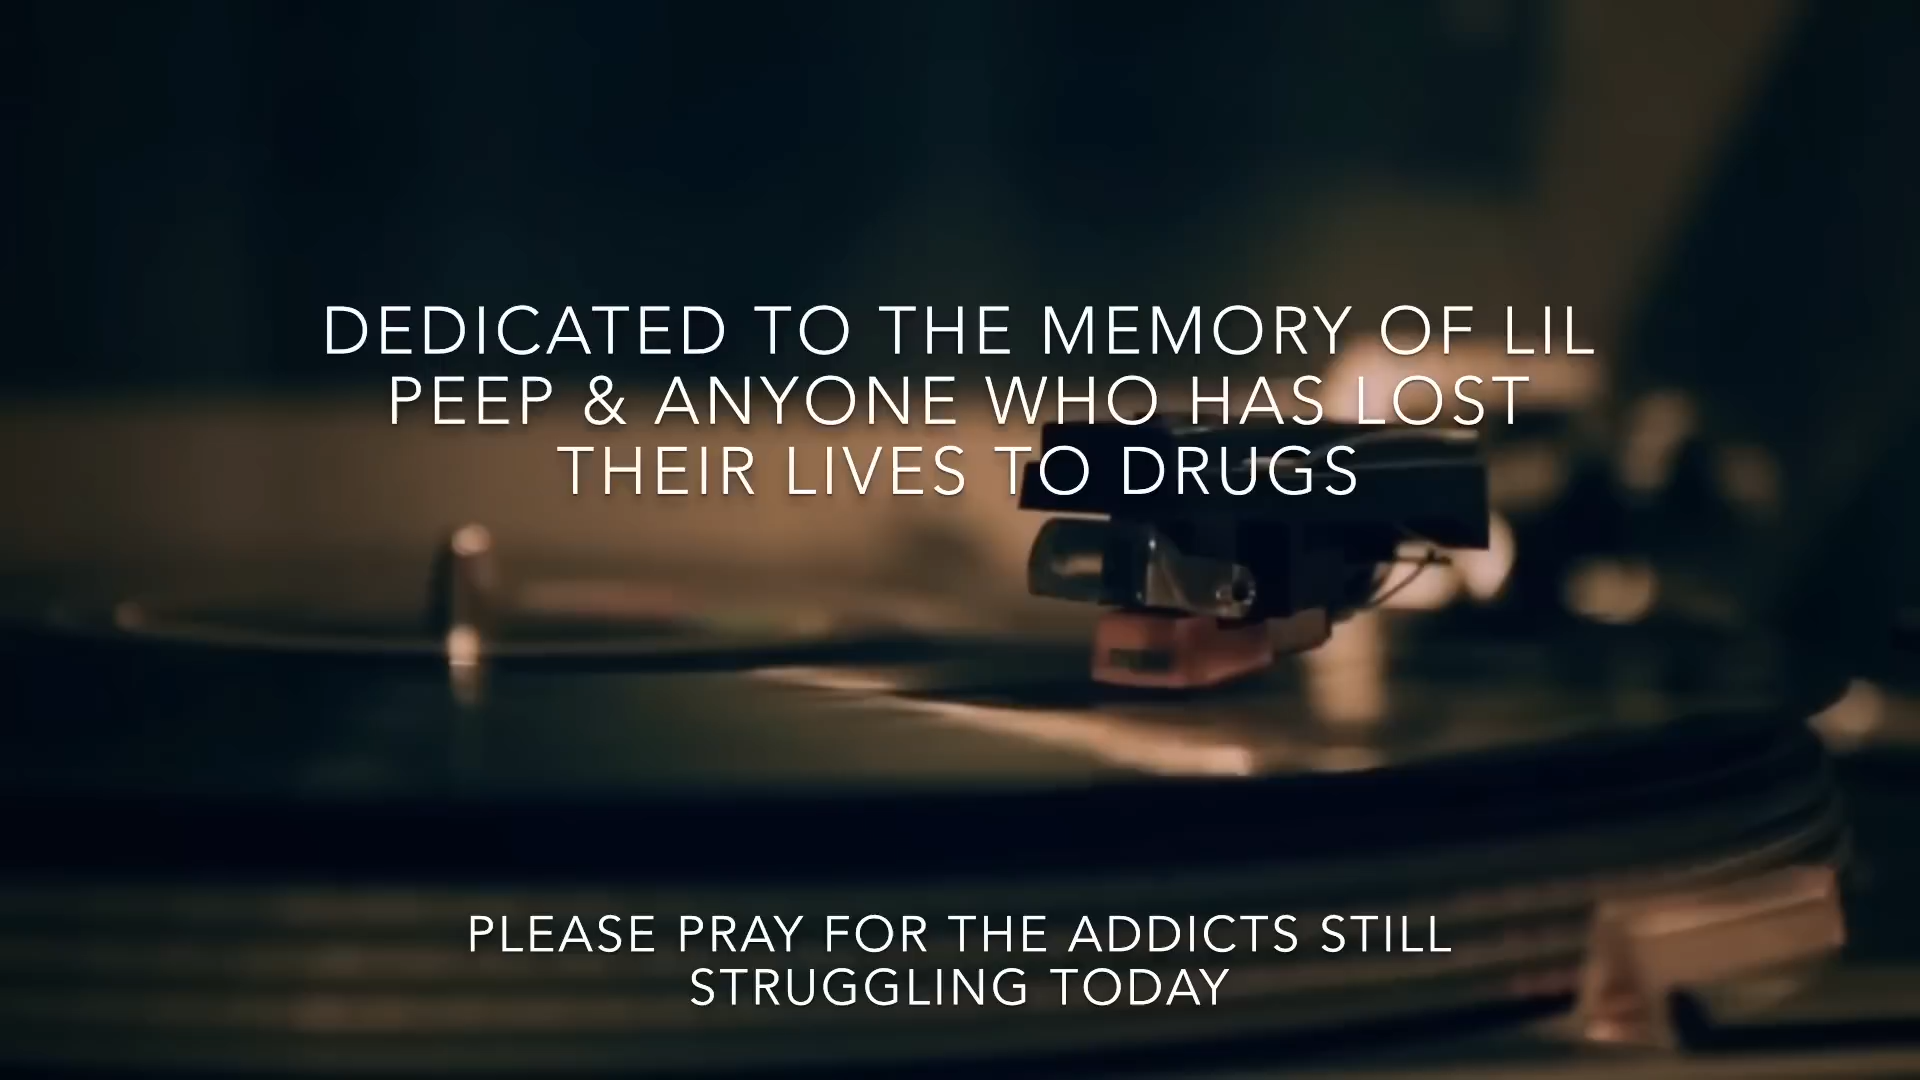 DEDICATED TO THE MEMORY OF LIL
PEEP & ANYONE WHO HAS LOST
THEIR LIVES TO DRUGS
PLEASE PRAY FOR THE ADDICTS STILL
STRUGGLING TODAY